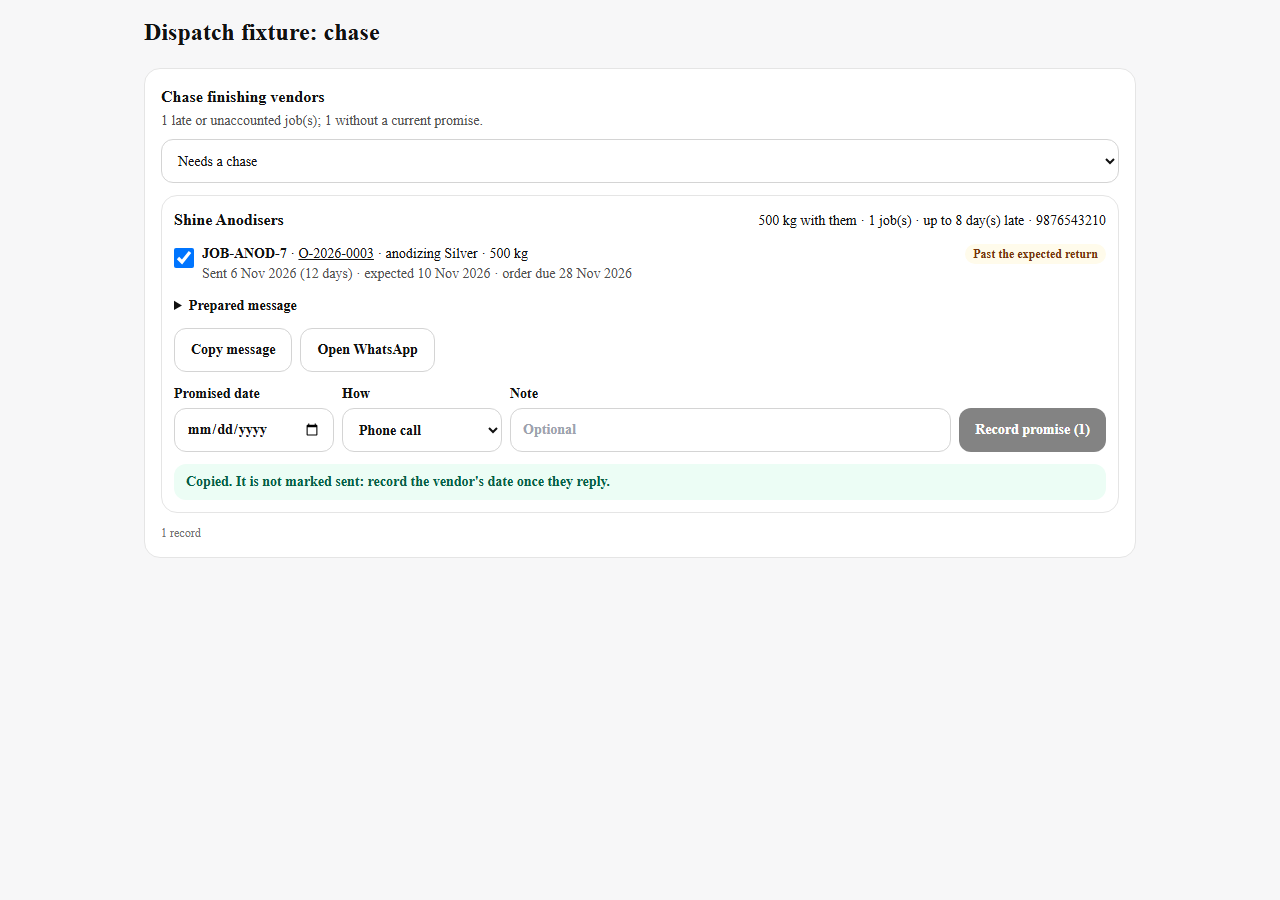 Dispatch fixture: chase
Chase finishing vendors
1 late or unaccounted job(s); 1 without a current promise.
Needs a chase
Shine Anodisers
500 kg with them · 1 job(s) · up to 8 day(s) late · 9876543210
JOB-ANOD-7 · O-2026-0003 · anodizing Silver · 500 kg
Past the expected return
Sent 6 Nov 2026 (12 days) · expected 10 Nov 2026 · order due 28 Nov 2026
Prepared message
Copy message
Open WhatsApp
Promised date
How
Note
mm/dd/yyyy
Phone call
Optional
Record promise (1)
Copied. It is not marked sent: record the vendor's date once they reply.
1 record